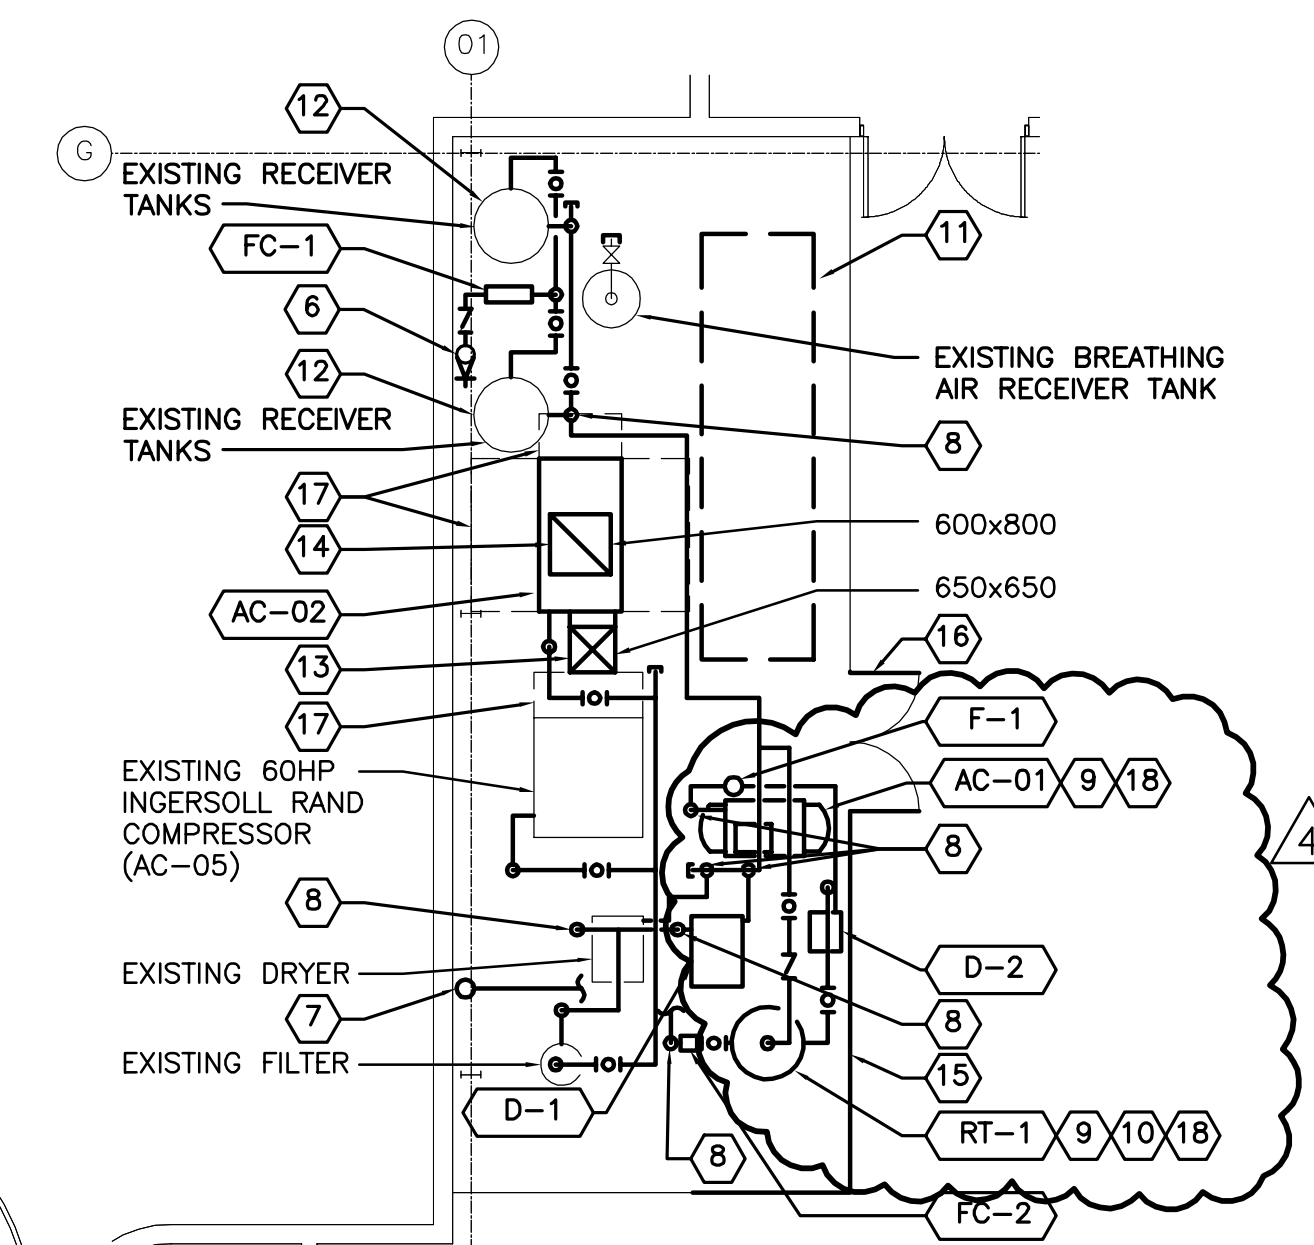 01
12
G
EXISTING RECEIVER
TANKS
FC-1
11
6
EXISTING BREATHING
AIR RECEIVER TANK
12
EXISTING RECEIVER
TANKS
8
17
600x800
14
650x650
AC-02
16
13
F-1
17
EXISTING 60HP
INGERSOLL RAND
COMPRESSOR
(AC-05)
AC-01 9 18
4
8
8
EXISTING DRYER
D-2
7
8
EXISTING FILTER
15
D-1
RT-1 9 10 18
8
FC-2